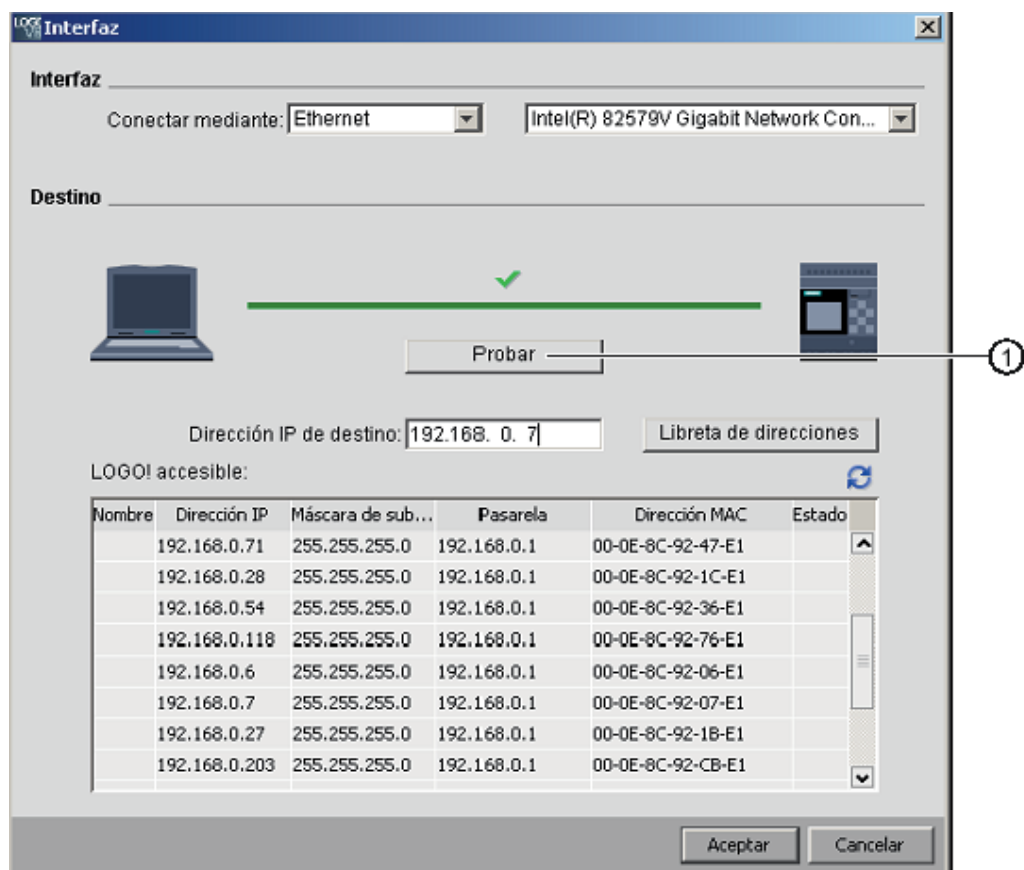 LOGO! Interfaz
Interfaz
Conectar mediante: Ethernet Intel(R) 82579V Gigabit Network Con...
Destino
Probar
1
Dirección IP de destino: 192.168. 0. 7 Libreta de direcciones
LOGO! accesible:
Nombre Dirección IP Máscara de sub... Pasarela Dirección MAC Estado
192.168.0.71 255.255.255.0 192.168.0.1 00-0E-8C-92-47-E1
192.168.0.28 255.255.255.0 192.168.0.1 00-0E-8C-92-1C-E1
192.168.0.54 255.255.255.0 192.168.0.1 00-0E-8C-92-36-E1
192.168.0.118 255.255.255.0 192.168.0.1 00-0E-8C-92-76-E1
192.168.0.6 255.255.255.0 192.168.0.1 00-0E-8C-92-06-E1
192.168.0.7 255.255.255.0 192.168.0.1 00-0E-8C-92-07-E1
192.168.0.27 255.255.255.0 192.168.0.1 00-0E-8C-92-1B-E1
192.168.0.203 255.255.255.0 192.168.0.1 00-0E-8C-92-CB-E1
Aceptar Cancelar